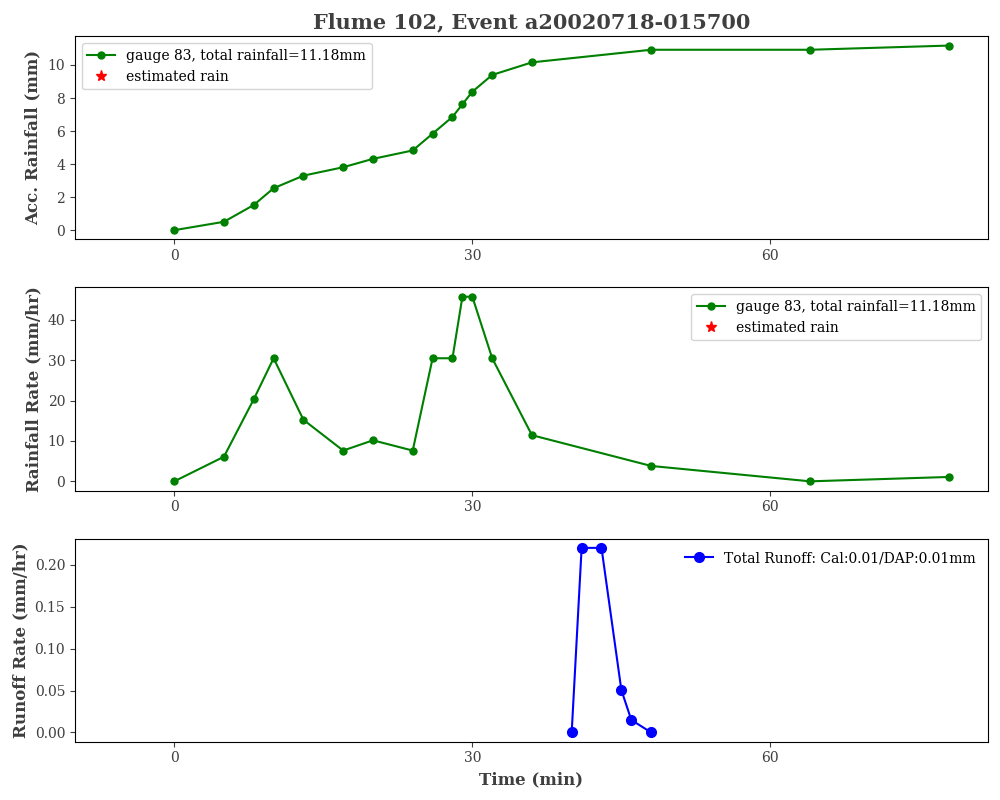 Flume 102, Event a20020718-015700
Acc. Rainfall (mm)
10
8
6
4
2
0
gauge 83, total rainfall=11.18mm
estimated rain
0 30 60
Rainfall Rate (mm/hr)
40
30
20
10
0
gauge 83, total rainfall=11.18mm
estimated rain
0 30 60
Runoff Rate (mm/hr)
0.20
0.15
0.10
0.05
0.00
Total Runoff: Cal:0.01/DAP:0.01mm
0 30 60
Time (min)